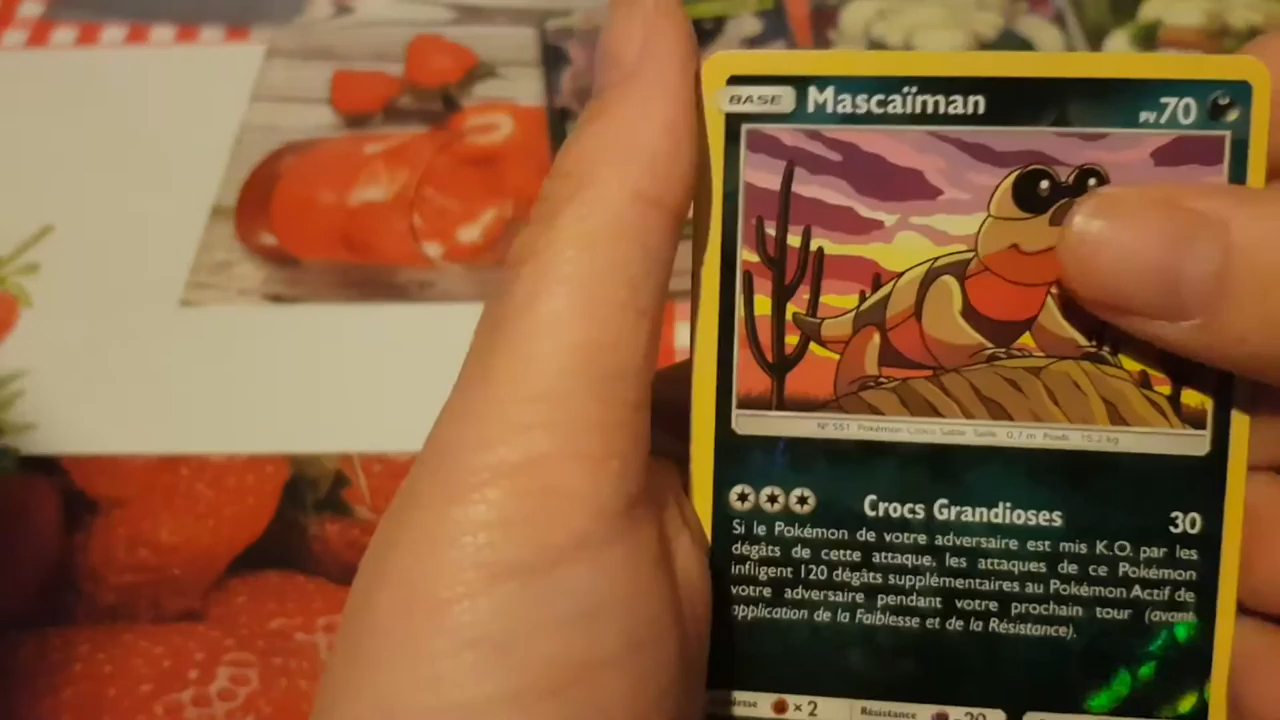 BASE Mascaïman PV 70
N° 551 Pokémon Croco Sable Taille 0,7 m Poids 15,2 kg
Crocs Grandioses 30
Si le Pokémon de votre adversaire est mis K.O. par les
dégâts de cette attaque, les attaques de ce Pokémon
infligent 120 dégâts supplémentaires au Pokémon Actif de
votre adversaire pendant votre prochain tour (avant
application de la Faiblesse et de la Résistance).
×2 Résistance -20